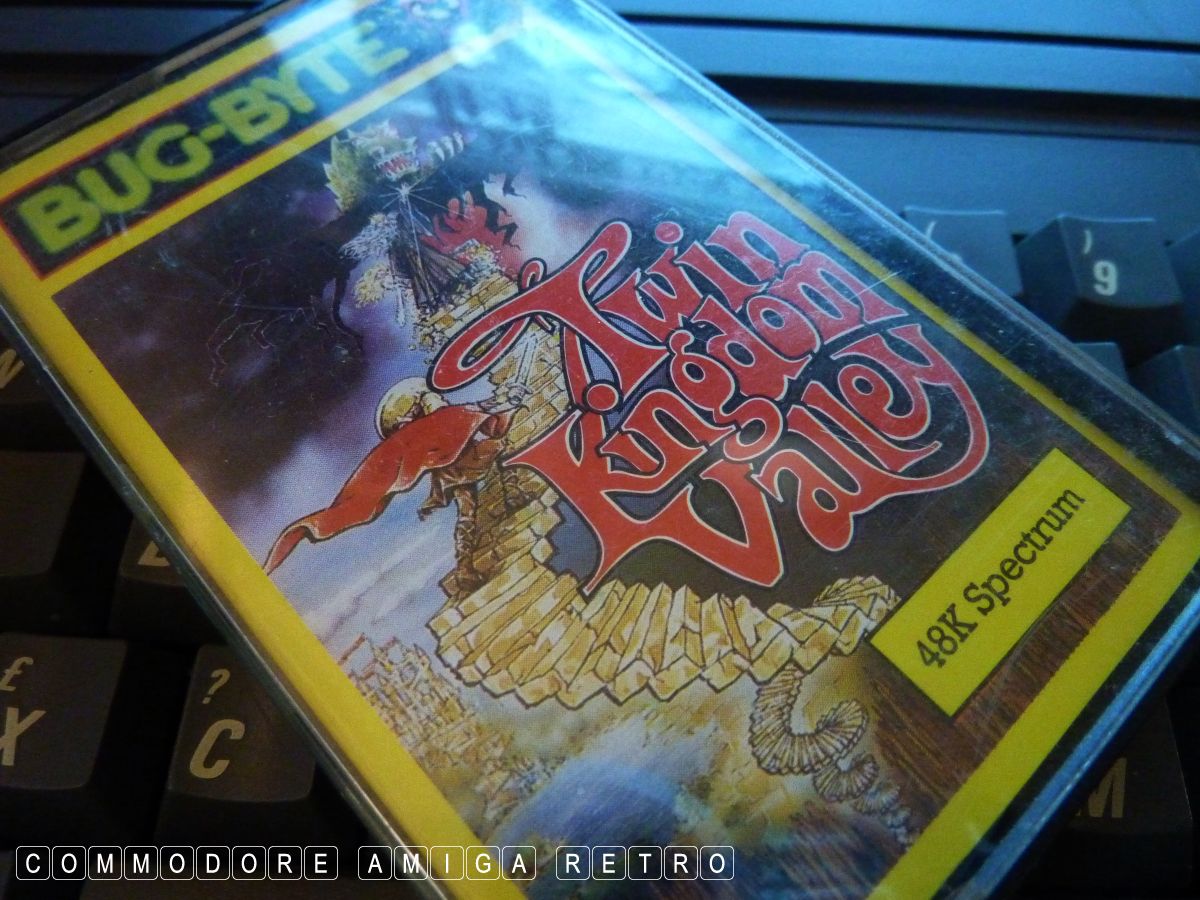 BUG-BYTE
Twin
Kingdom
Valley
48K Spectrum
)
9
£
X
?
C
M
COMMODORE AMIGA RETRO